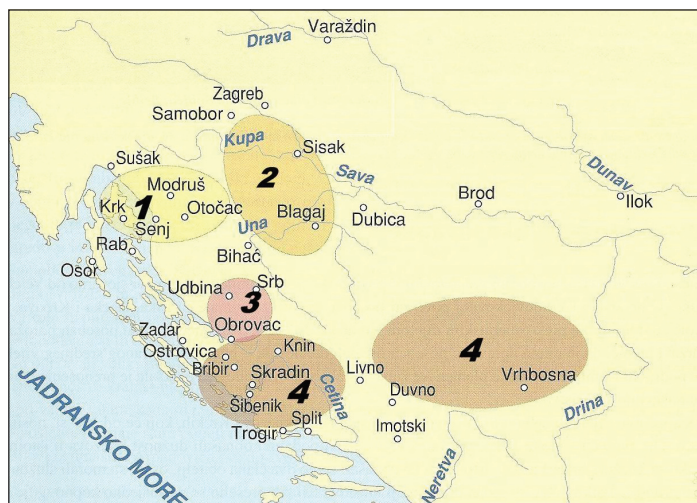 Varaždin
Drava
Zagreb
Samobor
Kupa
Sisak
Sušak
Sava
Dunav
2
Modruš
Krk
1
Otočac
Senj
Una
Blagaj
Dubica
Brod
Ilok
Rab
Bihać
Osor
Udbina
Srb
3
Obrovac
Zadar
Ostrovica
Knin
Bribir
Skradin
Livno
4
Vrhbosna
JADRANSKO MORE
Šibenik
4
Cetina
Duvno
Drina
Trogir
Split
Imotski
Neretva